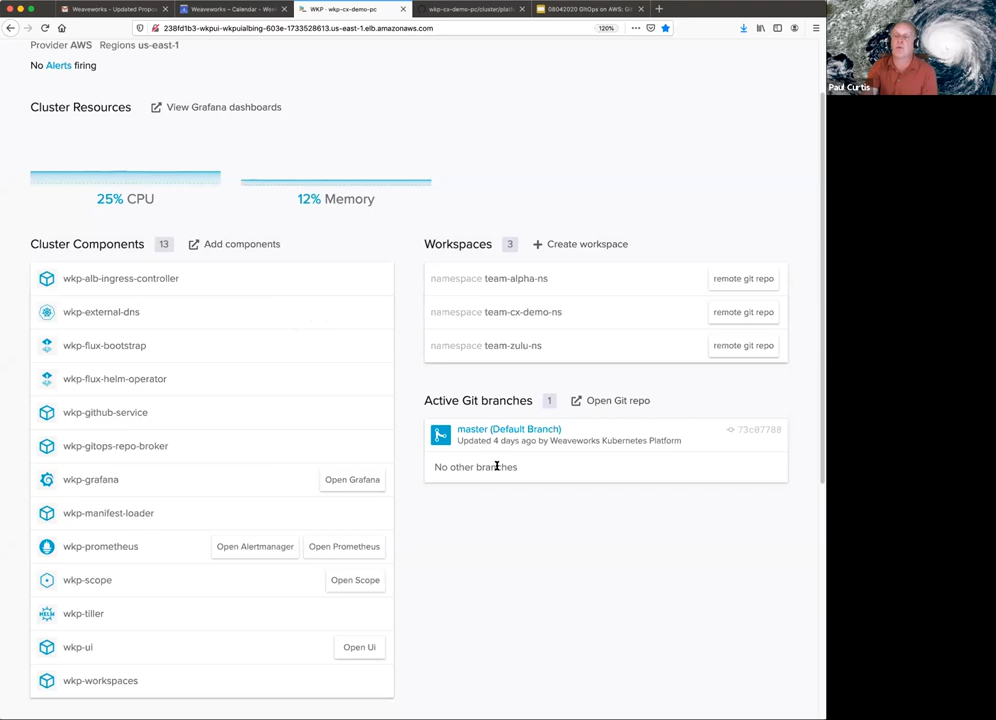 Weaveworks - Updated Propos
Weaveworks – Calendar - Week
WKP - wkp-cx-demo-pc
wkp-cx-demo-pc/cluster/platf
08042020 GitOps on AWS: Gi
238fd1b3-wkpui-wkpuialbing-603e-1733528613.us-east-1.elb.amazonaws.com
120%
Paul Curtis
Provider AWS Regions us-east-1
No Alerts firing
Cluster Resources View Grafana dashboards
25% CPU 12% Memory
Cluster Components 13 Add components
wkp-alb-ingress-controller
wkp-external-dns
wkp-flux-bootstrap
wkp-flux-helm-operator
wkp-github-service
wkp-gitops-repo-broker
wkp-grafana Open Grafana
wkp-manifest-loader
wkp-prometheus Open Alertmanager Open Prometheus
wkp-scope Open Scope
HELM wkp-tiller
wkp-ui Open Ui
wkp-workspaces
Workspaces 3 Create workspace
namespace team-alpha-ns remote git repo
namespace team-cx-demo-ns remote git repo
namespace team-zulu-ns remote git repo
Active Git branches 1 Open Git repo
master (Default Branch) 73c87788
Updated 4 days ago by Weaveworks Kubernetes Platform
No other branches